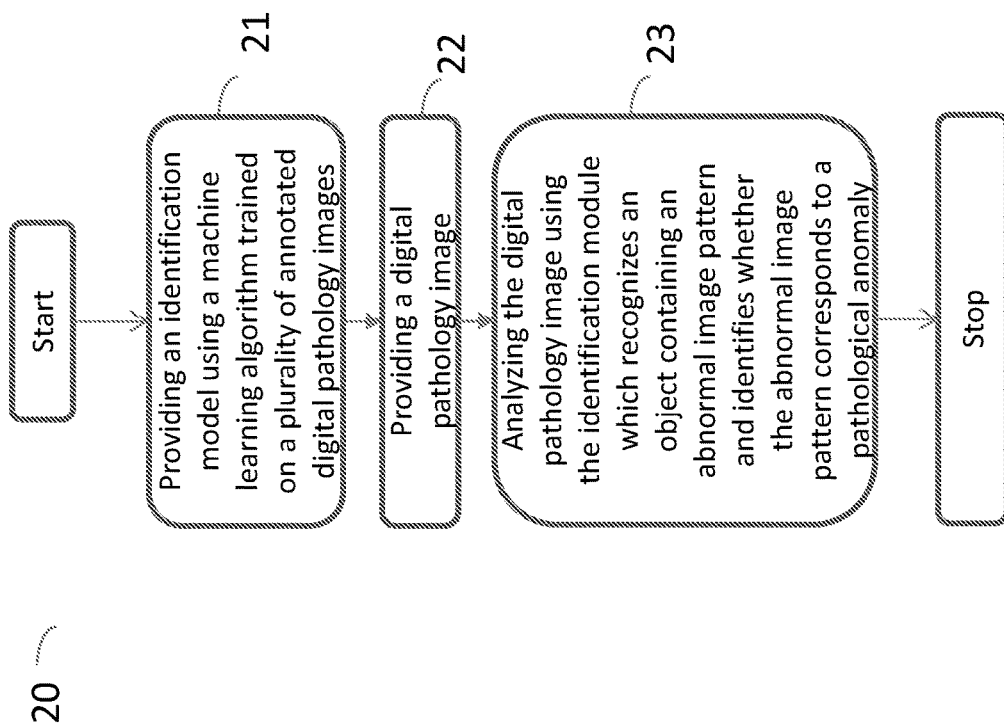 20
Start
Providing an identification
model using a machine
learning algorithm trained
on a plurality of annotated
digital pathology images
21
Providing a digital
pathology image
22
Analyzing the digital
pathology image using
the identification module
which recognizes an
object containing an
abnormal image pattern
and identifies whether
the abnormal image
pattern corresponds to a
pathological anomaly
23
Stop